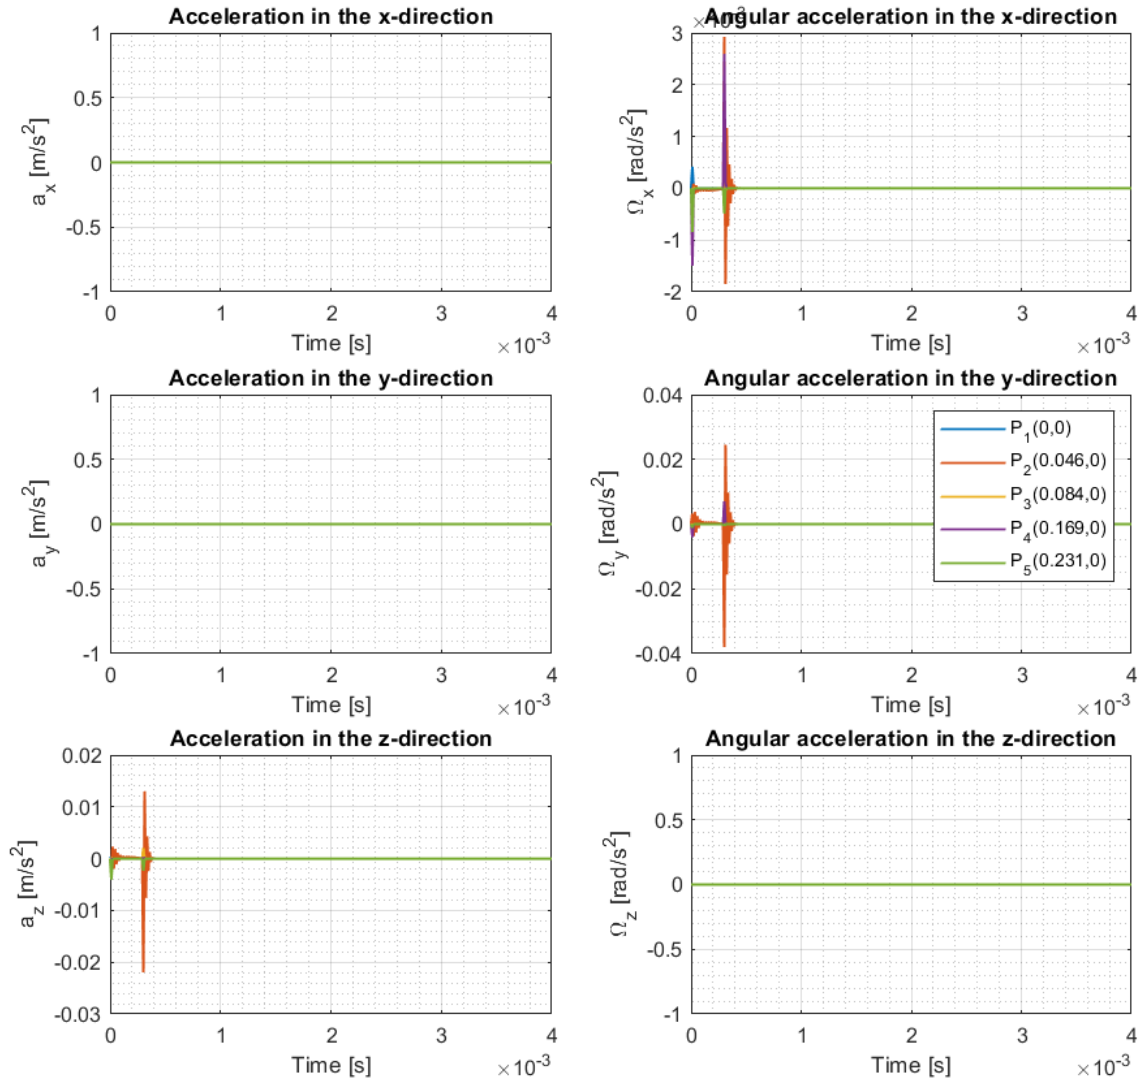 Acceleration in the x-direction
1
0.5
0
-0.5
-1
a_x [m/s^2]
0 1 2 3 4
Time [s]
×10^-3
Angular acceleration in the x-direction
×10^-3
3
2
1
0
-1
-2
Ω_x [rad/s^2]
0 1 2 3 4
Time [s]
×10^-3
Acceleration in the y-direction
1
0.5
0
-0.5
-1
a_y [m/s^2]
0 1 2 3 4
Time [s]
×10^-3
Angular acceleration in the y-direction
0.04
0.02
0
-0.02
-0.04
Ω_y [rad/s^2]
P_1(0,0)
P_2(0.046,0)
P_3(0.084,0)
P_4(0.169,0)
P_5(0.231,0)
0 1 2 3 4
Time [s]
×10^-3
Acceleration in the z-direction
0.02
0.01
0
-0.01
-0.02
-0.03
a_z [m/s^2]
0 1 2 3 4
Time [s]
×10^-3
Angular acceleration in the z-direction
1
0.5
0
-0.5
-1
Ω_z [rad/s^2]
0 1 2 3 4
Time [s]
×10^-3